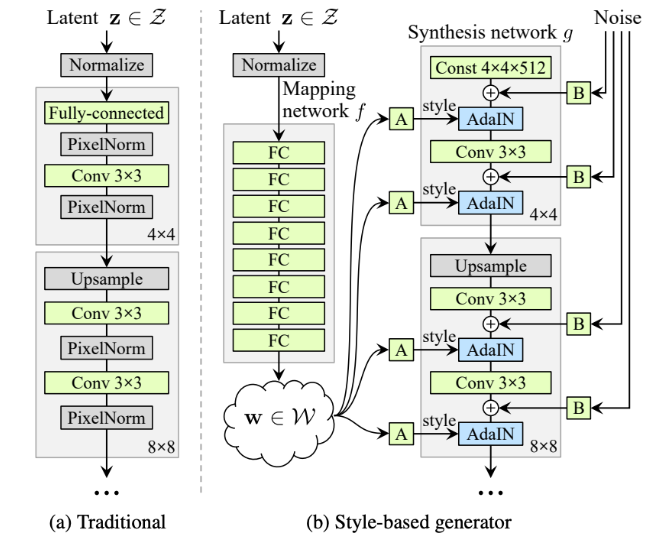 Latent z ∈ 𝒵
Normalize
Fully-connected
PixelNorm
Conv 3×3
PixelNorm
4×4
Upsample
Conv 3×3
PixelNorm
Conv 3×3
PixelNorm
8×8
...
(a) Traditional
Latent z ∈ 𝒵
Normalize
Mapping
network f
FC
FC
FC
FC
FC
FC
FC
FC
w ∈ 𝒲
A
style
A
style
A
style
A
style
Synthesis network g
Const 4×4×512
AdaIN
Conv 3×3
AdaIN
4×4
Upsample
Conv 3×3
AdaIN
Conv 3×3
AdaIN
8×8
...
Noise
B
B
B
B
(b) Style-based generator